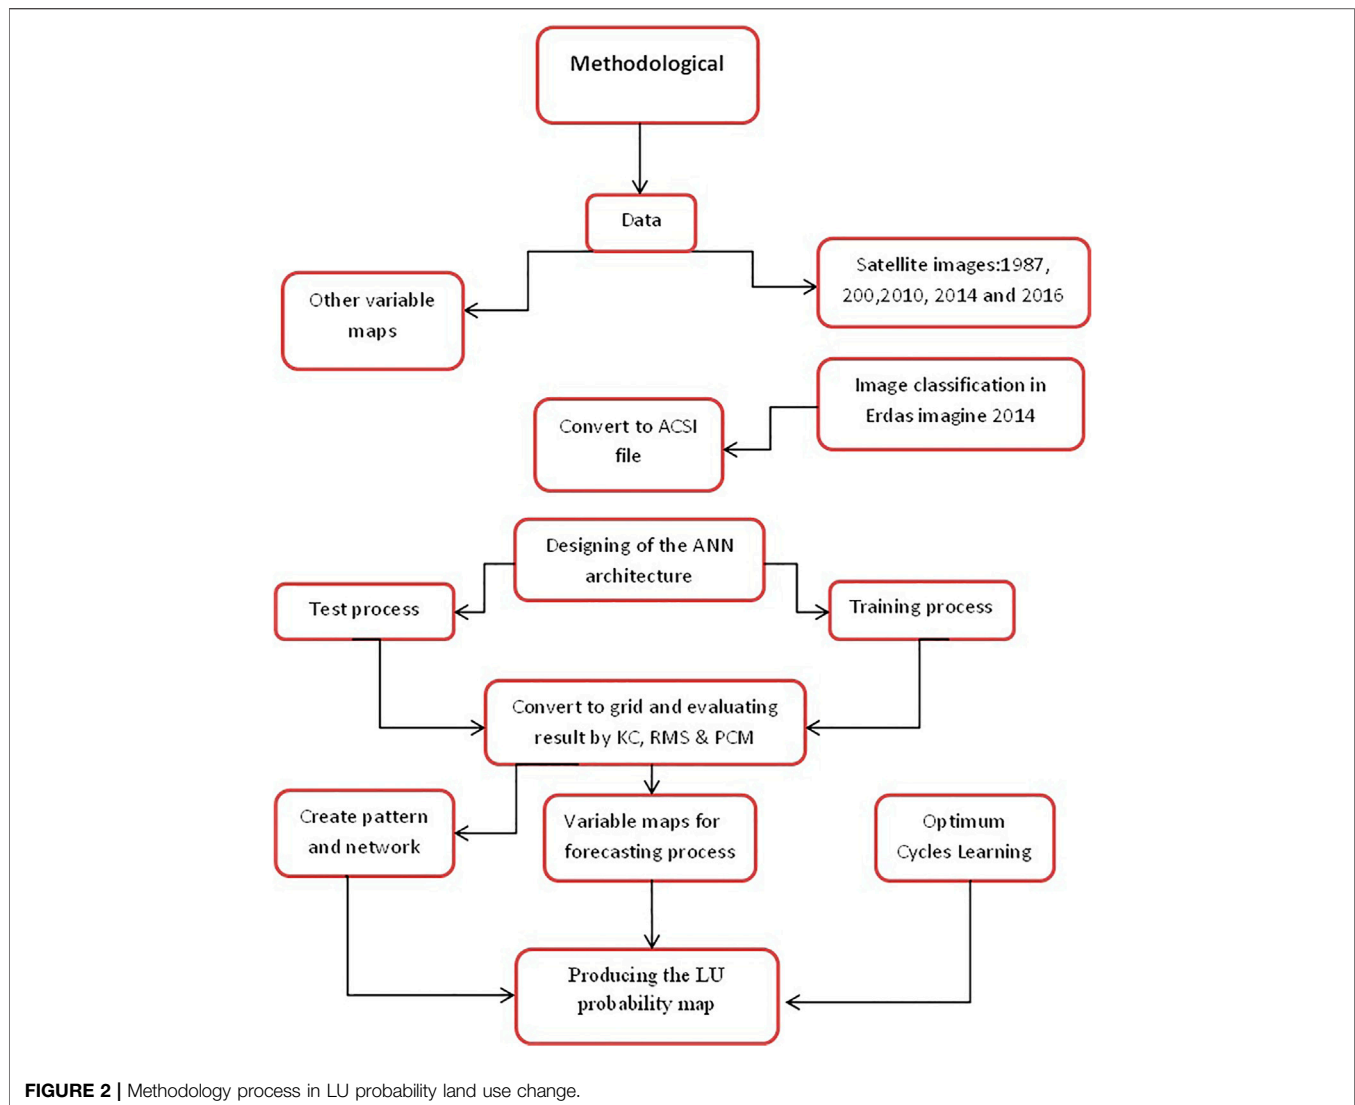 Methodological
Data
Other variable
maps
Satellite images:1987,
200,2010, 2014 and 2016
Image classification in
Erdas imagine 2014
Convert to ACSI
file
Designing of the ANN
architecture
Test process
Training process
Convert to grid and evaluating
result by KC, RMS & PCM
Create pattern
and network
Variable maps for
forecasting process
Optimum
Cycles Learning
Producing the LU
probability map
FIGURE 2 | Methodology process in LU probability land use change.